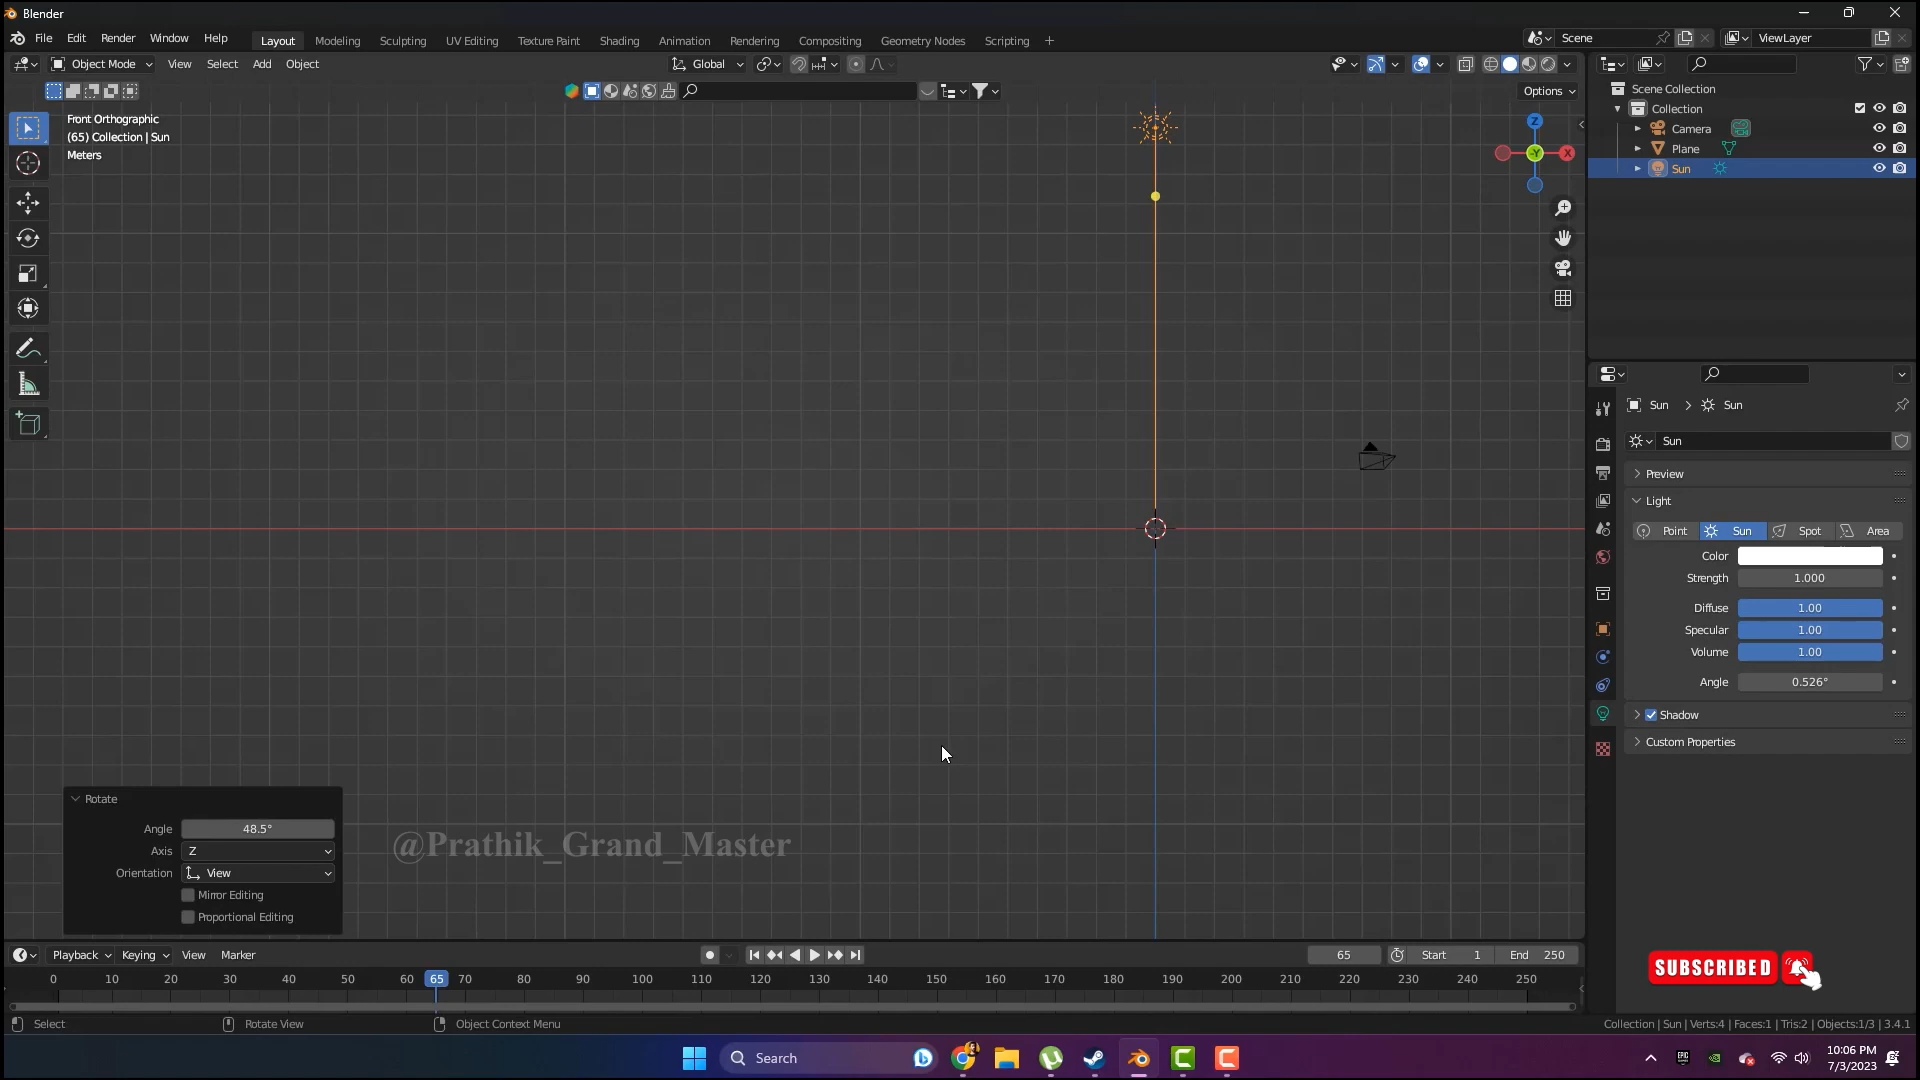 Blender
File Edit Render Window Help Layout Modeling Sculpting UV Editing Texture Paint Shading Animation Rendering Compositing Geometry Nodes Scripting + Scene ViewLayer
Object Mode View Select Add Object Global
Options
Front Orthographic
(65) Collection | Sun
Meters
Z
-Y
X
Scene Collection
Collection
Camera
Plane
Sun
Sun > Sun
Sun
Preview
Light
Point Sun Spot Area
Color
Strength 1.000
Diffuse 1.00
Specular 1.00
Volume 1.00
Angle 0.526°
Shadow
Custom Properties
Rotate
Angle 48.5°
Axis Z
Orientation View
Mirror Editing
Proportional Editing
@Prathik_Grand_Master
Playback Keying View Marker 65 Start 1 End 250
0 10 20 30 40 50 60 65 70 80 90 100 110 120 130 140 150 160 170 180 190 200 210 220 230 240 250
SUBSCRIBED
Select Rotate View Object Context Menu Collection | Sun | Verts:4 | Faces:1 | Tris:2 | Objects:1/3 | 3.4.1
Search
EPIC
10:06 PM
7/3/2023